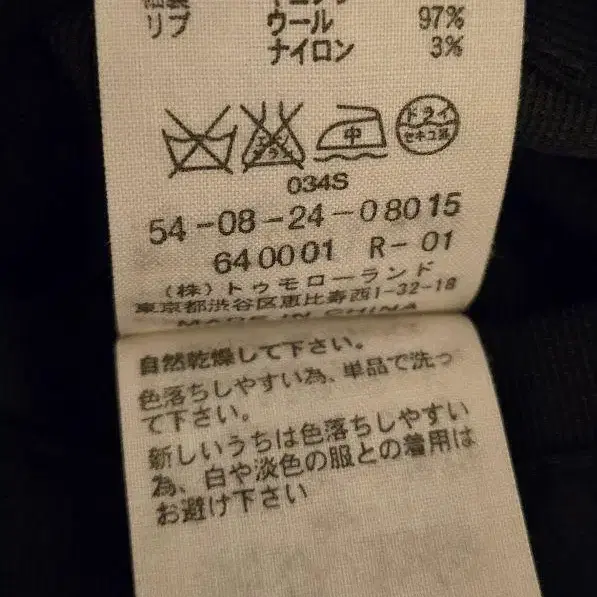 リブ ウール 97%
ナイロン 3%
中 ドライ
セキユ系
034S
54-08-24-08015
640001 R-01
(株)トゥモローランド
東京都渋谷区恵比寿西1-32-18
MADE IN CHINA
自然乾燥して下さい。
色落ちしやすい為、単品で洗っ
て下さい。
新しいうちは色落ちしやすい
為、白や淡色の服との着用は
お避け下さい